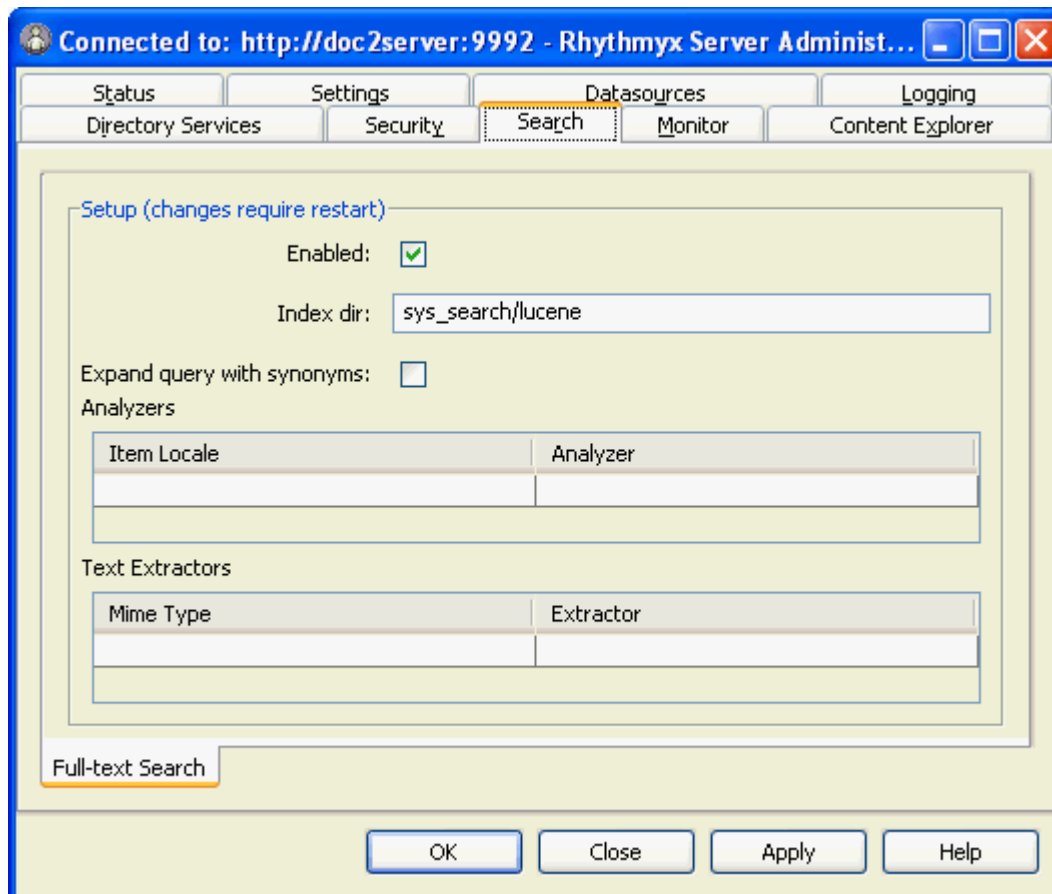 Connected to: http://doc2server:9992 - Rhythmyx Server Administ...
Status Settings Datasources Logging
Directory Services Security Search Monitor Content Explorer
Setup (changes require restart)
Enabled:
Index dir: sys_search/lucene
Expand query with synonyms:
Analyzers
Item Locale Analyzer
Text Extractors
Mime Type Extractor
Full-text Search
OK Close Apply Help